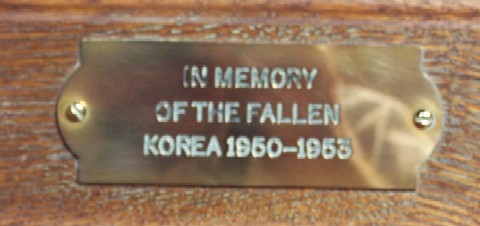 IN MEMORY
OF THE FALLEN
KOREA 1950-1953